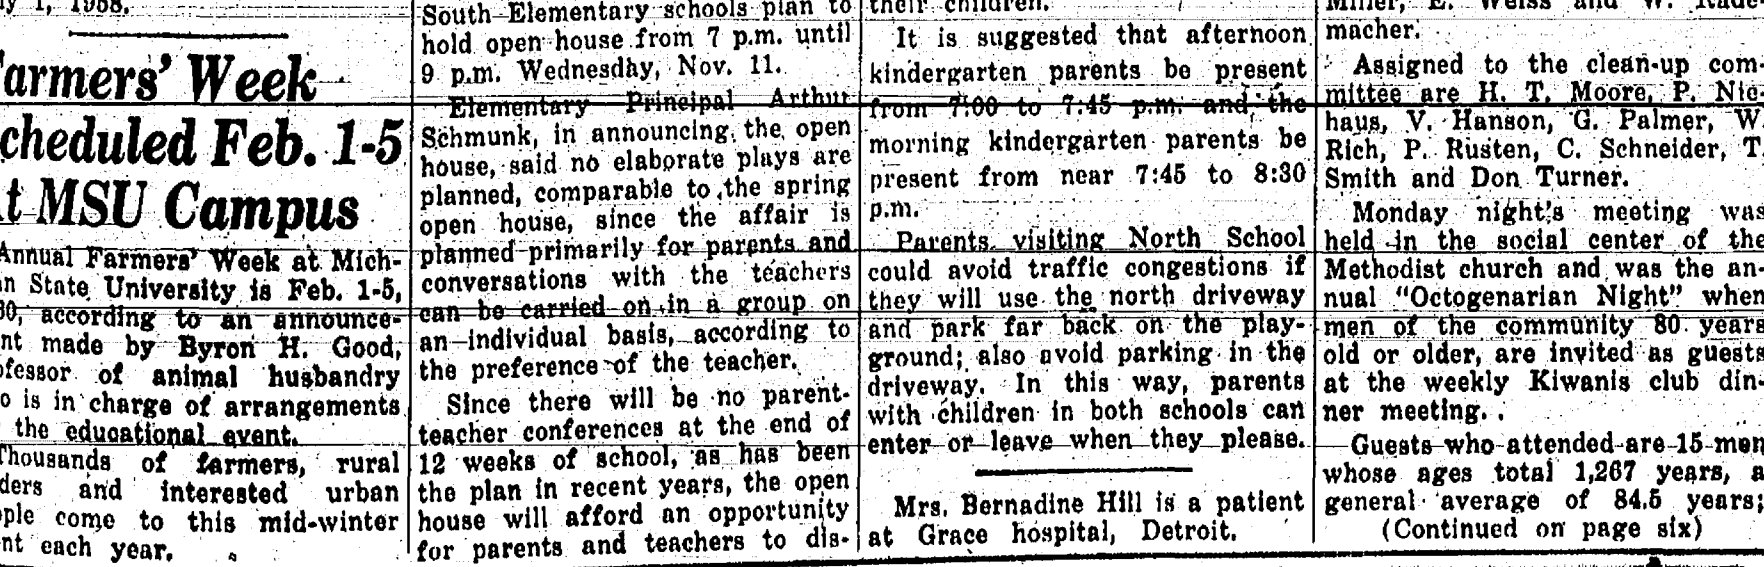 y 1, 1958.
armers' Week
cheduled Feb. 1-5
t MSU Campus
Annual Farmers' Week at Mich-
n State University is Feb. 1-5,
60, according to an announce-
nt made by Byron H. Good,
ofessor of animal husbandry
o is in charge of arrangements
the educational event.
Thousands of farmers, rural
ders and interested urban
ople come to this mid-winter
nt each year.
South Elementary schools plan to
hold open house from 7 p.m. until
9 p.m. Wednesday, Nov. 11.
Elementary Principal Arthur
Schmunk, in announcing the open
house, said no elaborate plays are
planned, comparable to the spring
open house, since the affair is
planned primarily for parents and
conversations with the teachers
can be carried on in a group on
an individual basis, according to
the preference of the teacher.
Since there will be no parent-
teacher conferences at the end of
12 weeks of school, as has been
the plan in recent years, the open
house will afford an opportunity
for parents and teachers to dis-
their children.
It is suggested that afternoon
kindergarten parents be present
from 7:00 to 7:45 p.m. and the
morning kindergarten parents be
present from near 7:45 to 8:30
p.m.
Parents visiting North School
could avoid traffic congestions if
they will use the north driveway
and park far back on the play-
ground; also avoid parking in the
driveway. In this way, parents
with children in both schools can
enter or leave when they please.
Mrs. Bernadine Hill is a patient
at Grace hospital, Detroit.
Miller, E. Weiss and W. Rade-
macher.
Assigned to the clean-up com-
mittee are H. T. Moore, P. Nie-
haus, V. Hanson, G. Palmer, W.
Rich, P. Rusten, C. Schneider, T.
Smith and Don Turner.
Monday night's meeting was
held in the social center of the
Methodist church and was the an-
nual "Octogenarian Night" when
men of the community 80 years
old or older, are invited as guests
at the weekly Kiwanis club din-
ner meeting.
Guests who attended are 15 men
whose ages total 1,267 years, a
general average of 84.5 years;
(Continued on page six)